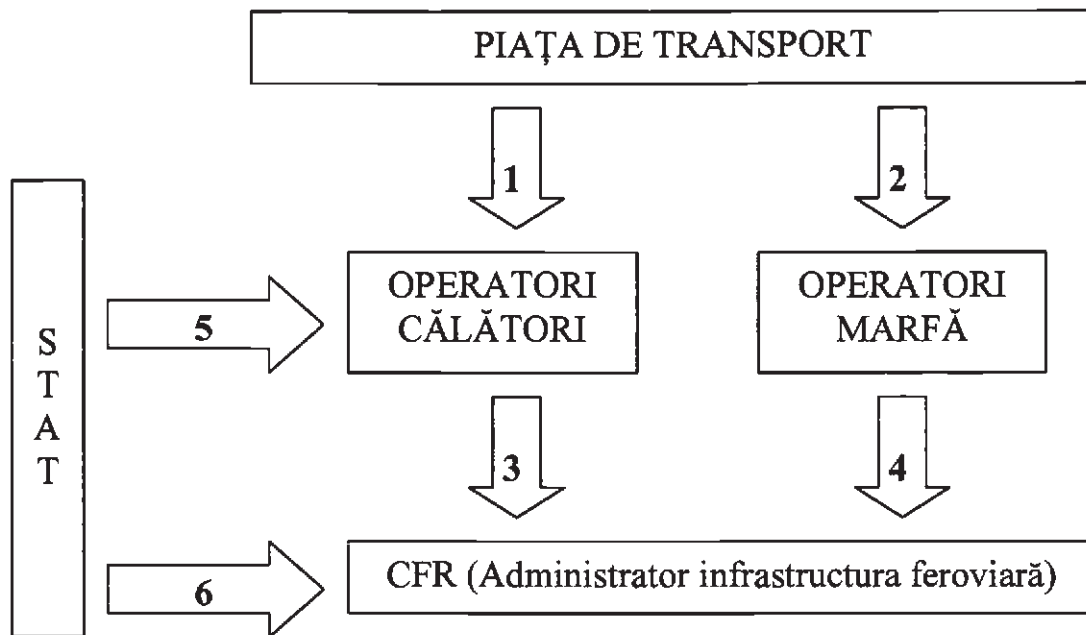 PIAȚA DE TRANSPORT
1
2
OPERATORI
CĂLĂTORI
OPERATORI
MARFĂ
5
S
T
A
T
3
4
CFR (Administrator infrastructura feroviară)
6